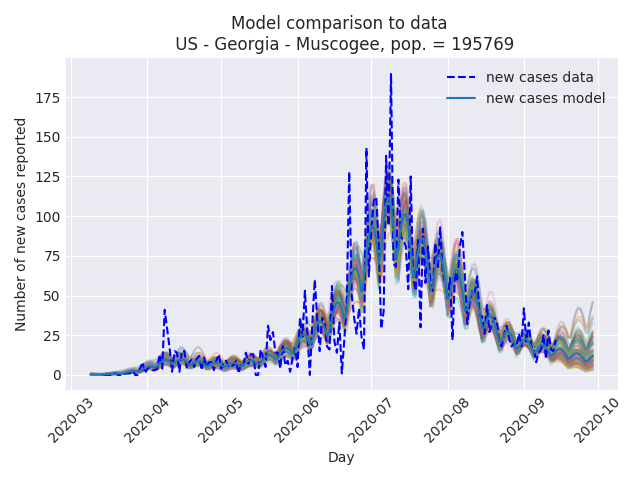 Model comparison to data
US - Georgia - Muscogee, pop. = 195769
new cases data
new cases model
Number of new cases reported
175
150
125
100
75
50
25
0
2020-03
2020-04
2020-05
2020-06
2020-07
2020-08
2020-09
2020-10
Day